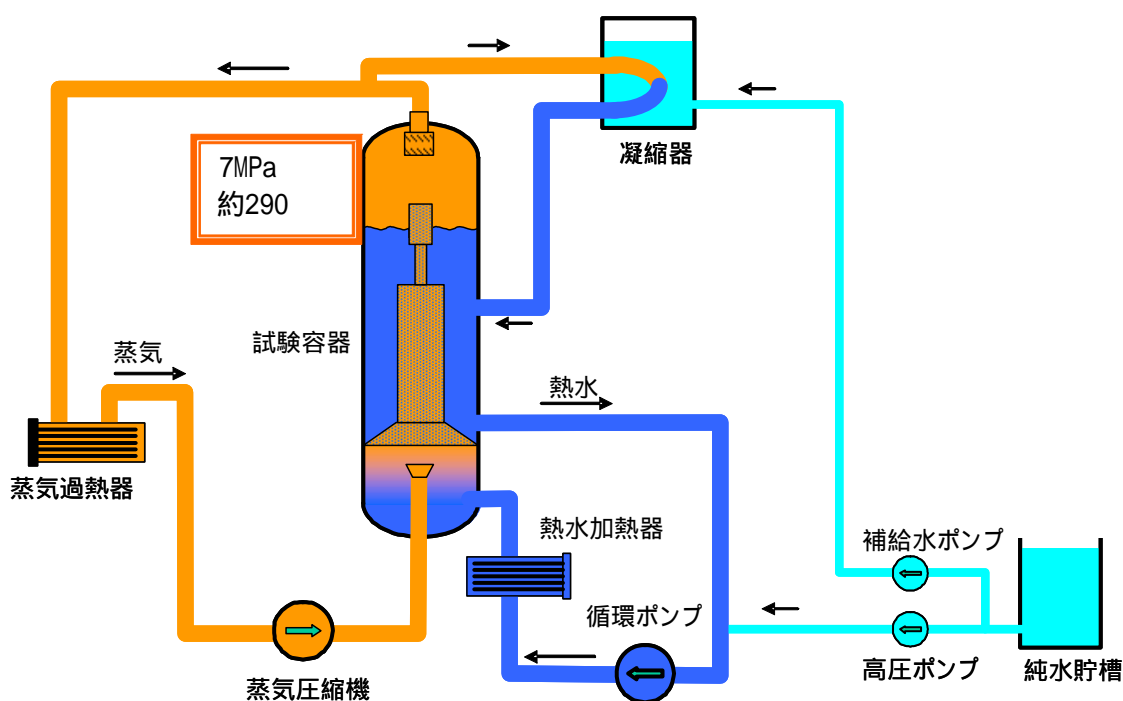 凝縮器
7MPa
約290
試験容器
蒸気
熱水
蒸気過熱器
熱水加熱器
補給水ポンプ
循環ポンプ
高圧ポンプ
純水貯槽
蒸気圧縮機